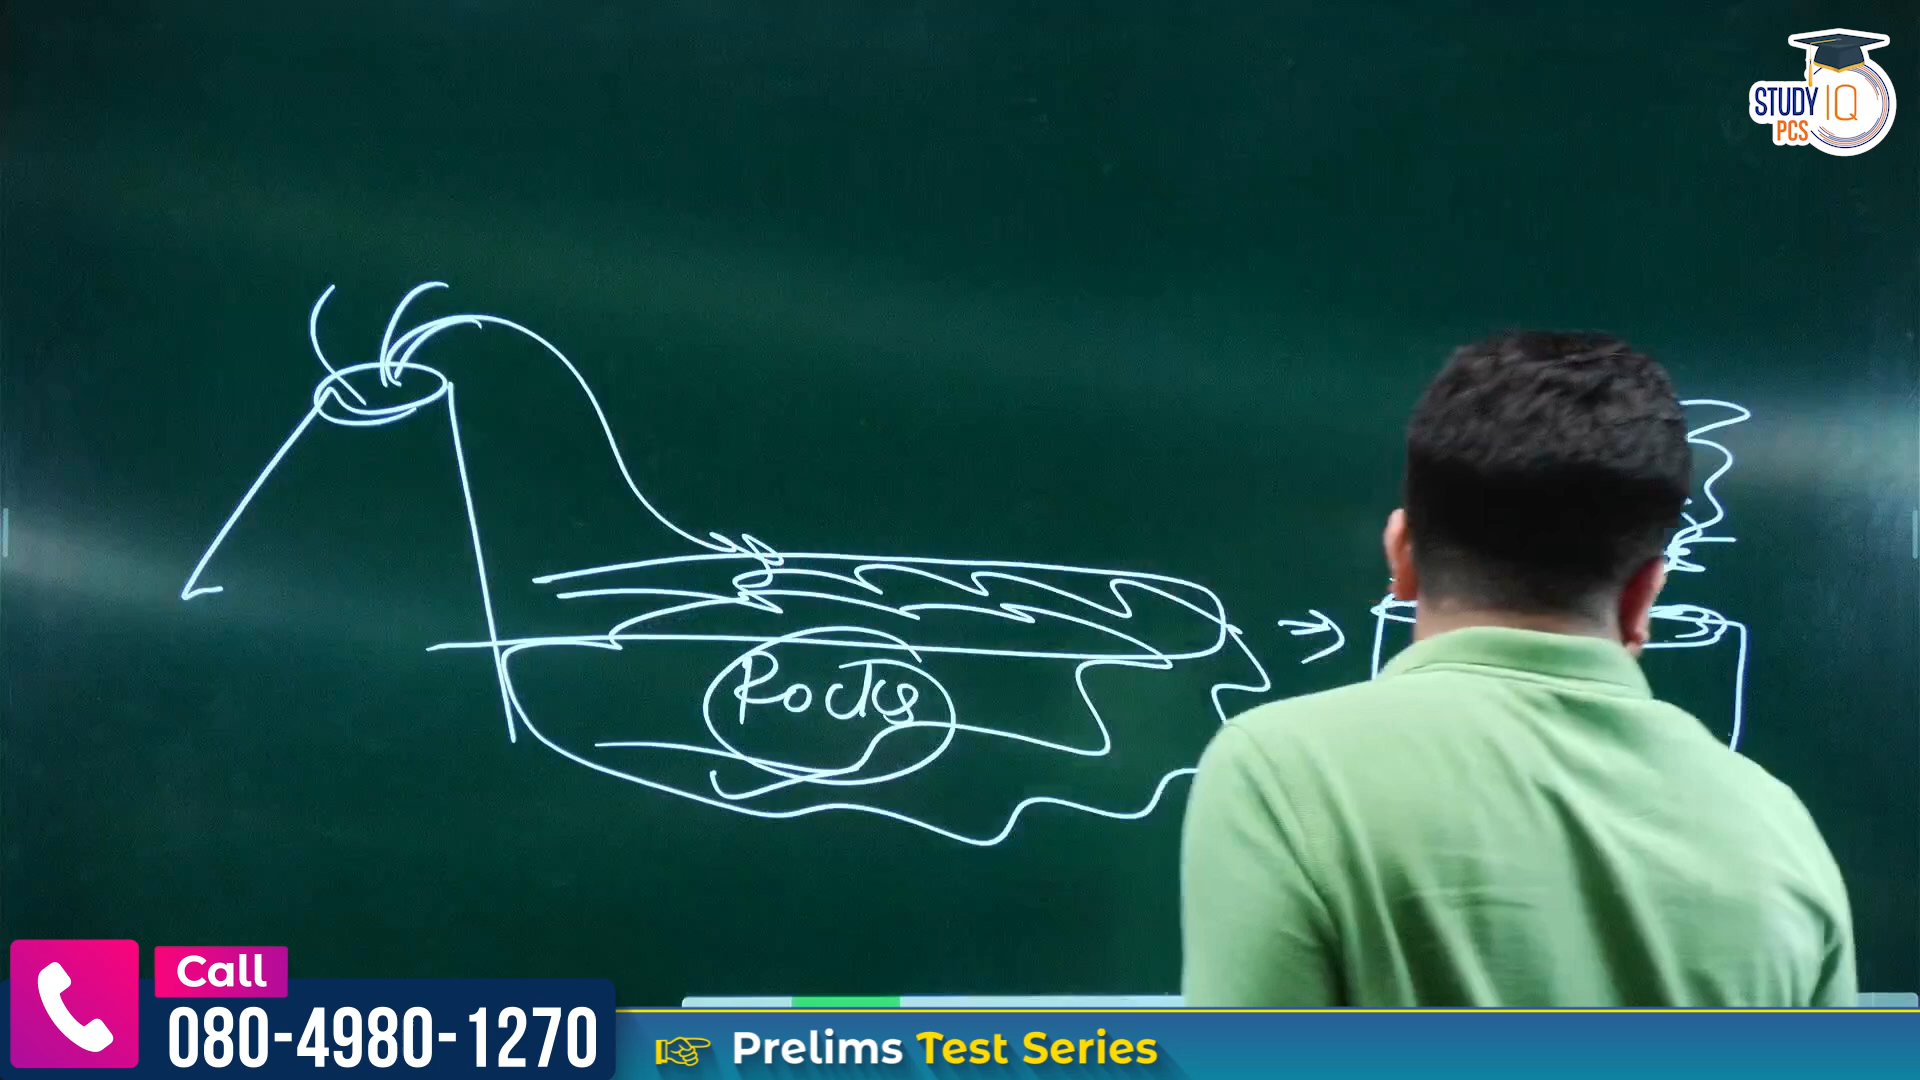 STUDY IQ
PCS
Rocks
Call
080-4980-1270
Prelims Test Series